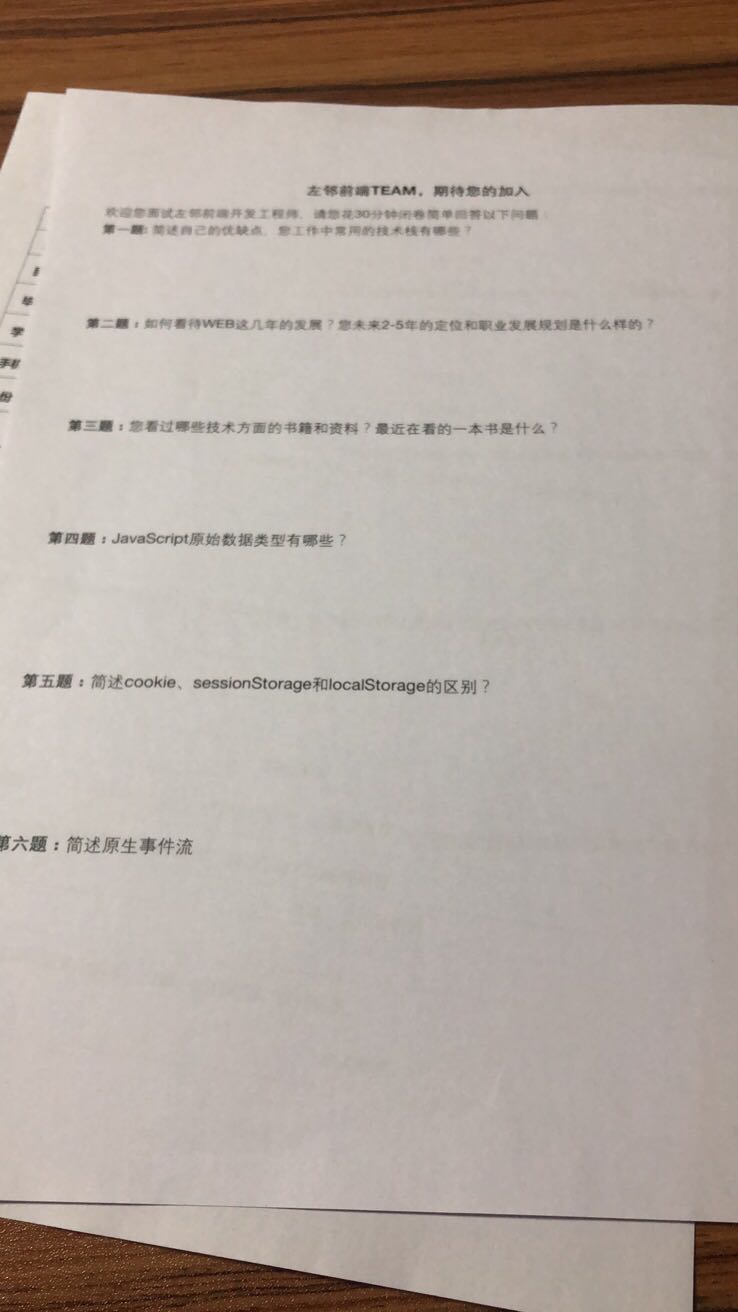 左邻前端TEAM，期待您的加入
欢迎您面试左邻前端开发工程师，请您花30分钟闭卷简单回答以下问题：
第一题：简述自己的优缺点，您工作中常用的技术栈有哪些？
第二题：如何看待WEB这几年的发展？您未来2-5年的定位和职业发展规划是什么样的？
第三题：您看过哪些技术方面的书籍和资料？最近在看的一本书是什么？
第四题：JavaScript原始数据类型有哪些？
第五题：简述cookie、sessionStorage和localStorage的区别？
第六题：简述原生事件流
毕
学
手机
份